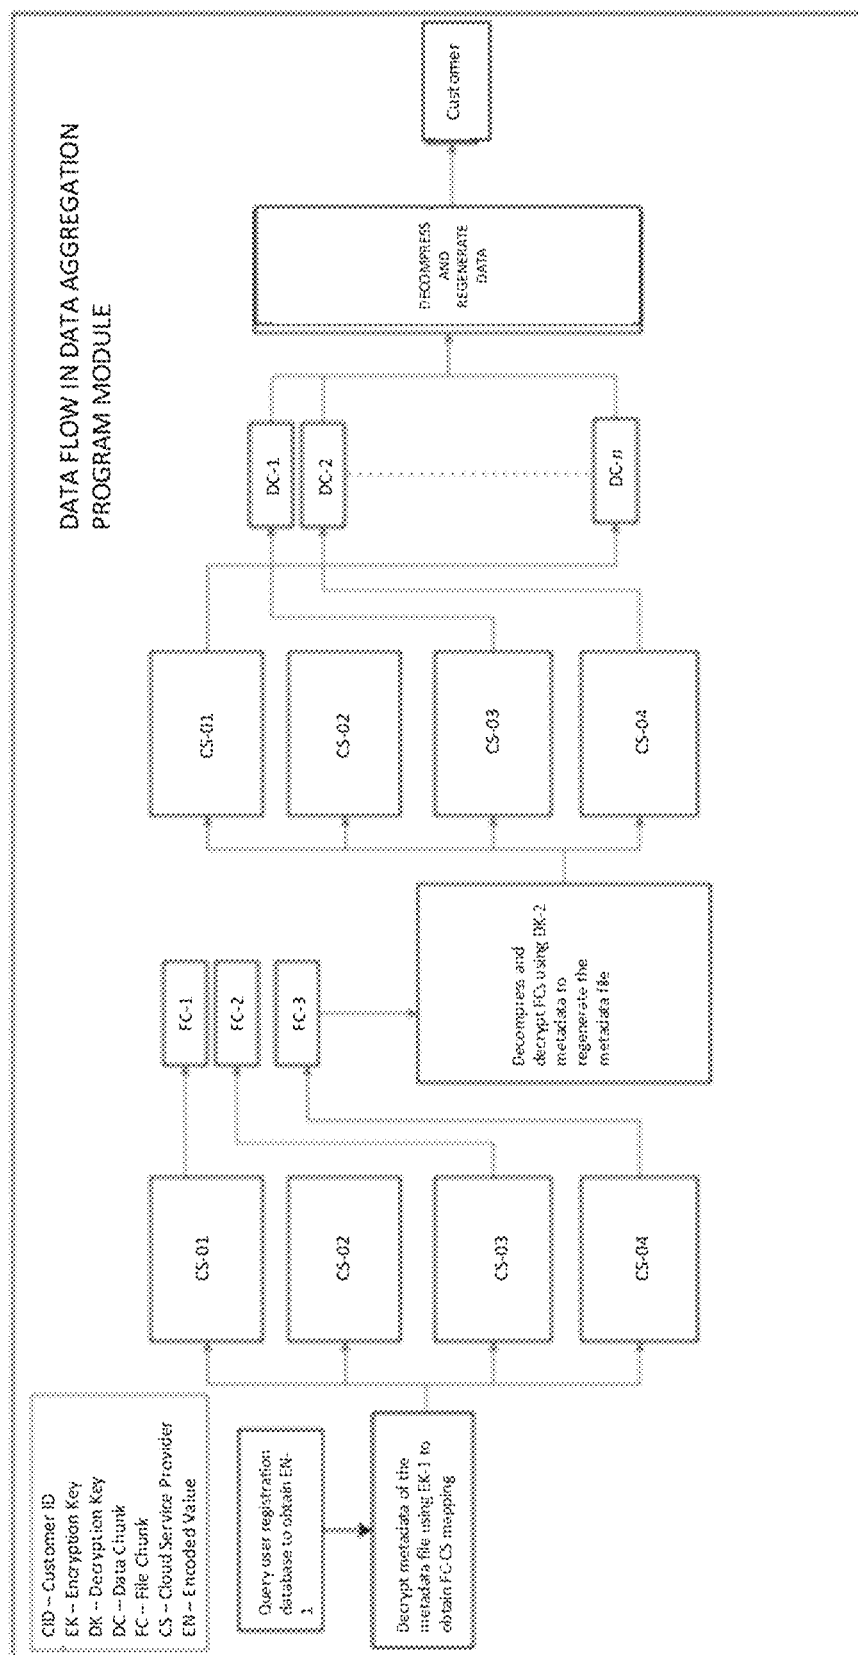 DATA FLOW IN DATA AGGREGATION
PROGRAM MODULE
CID – Customer ID
EK – Encryption Key
DK – Decryption Key
DC – Data Chunk
FC – File Chunk
CS – Cloud Service Provider
EN – Encoded Value
Query user registration
database to obtain EN-
1
Decrypt metadata of the
metadata file using EK-1 to
obtain FC-CS mapping
CS-01
CS-02
CS-03
CS-04
FC-1
FC-2
FC-3
Decompress and
decrypt FCs using DK-2
metadata to
regenerate the
metadata file
CS-01
CS-02
CS-03
CS-04
DC-1
DC-2
DC-n
DECOMPRESS
AND
REGENERATE
DATA
Customer